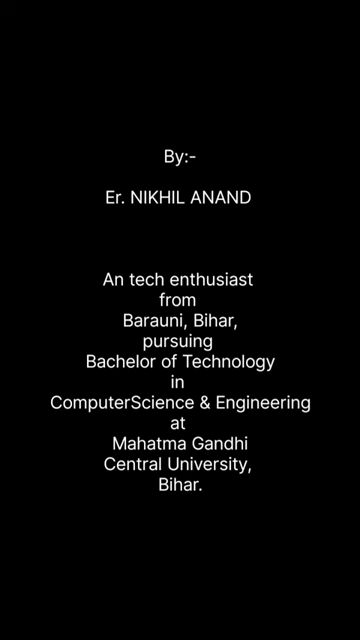 By:-
Er. NIKHIL ANAND
An tech enthusiast
from
Barauni, Bihar,
pursuing
Bachelor of Technology
in
ComputerScience & Engineering
at
Mahatma Gandhi
Central University,
Bihar.